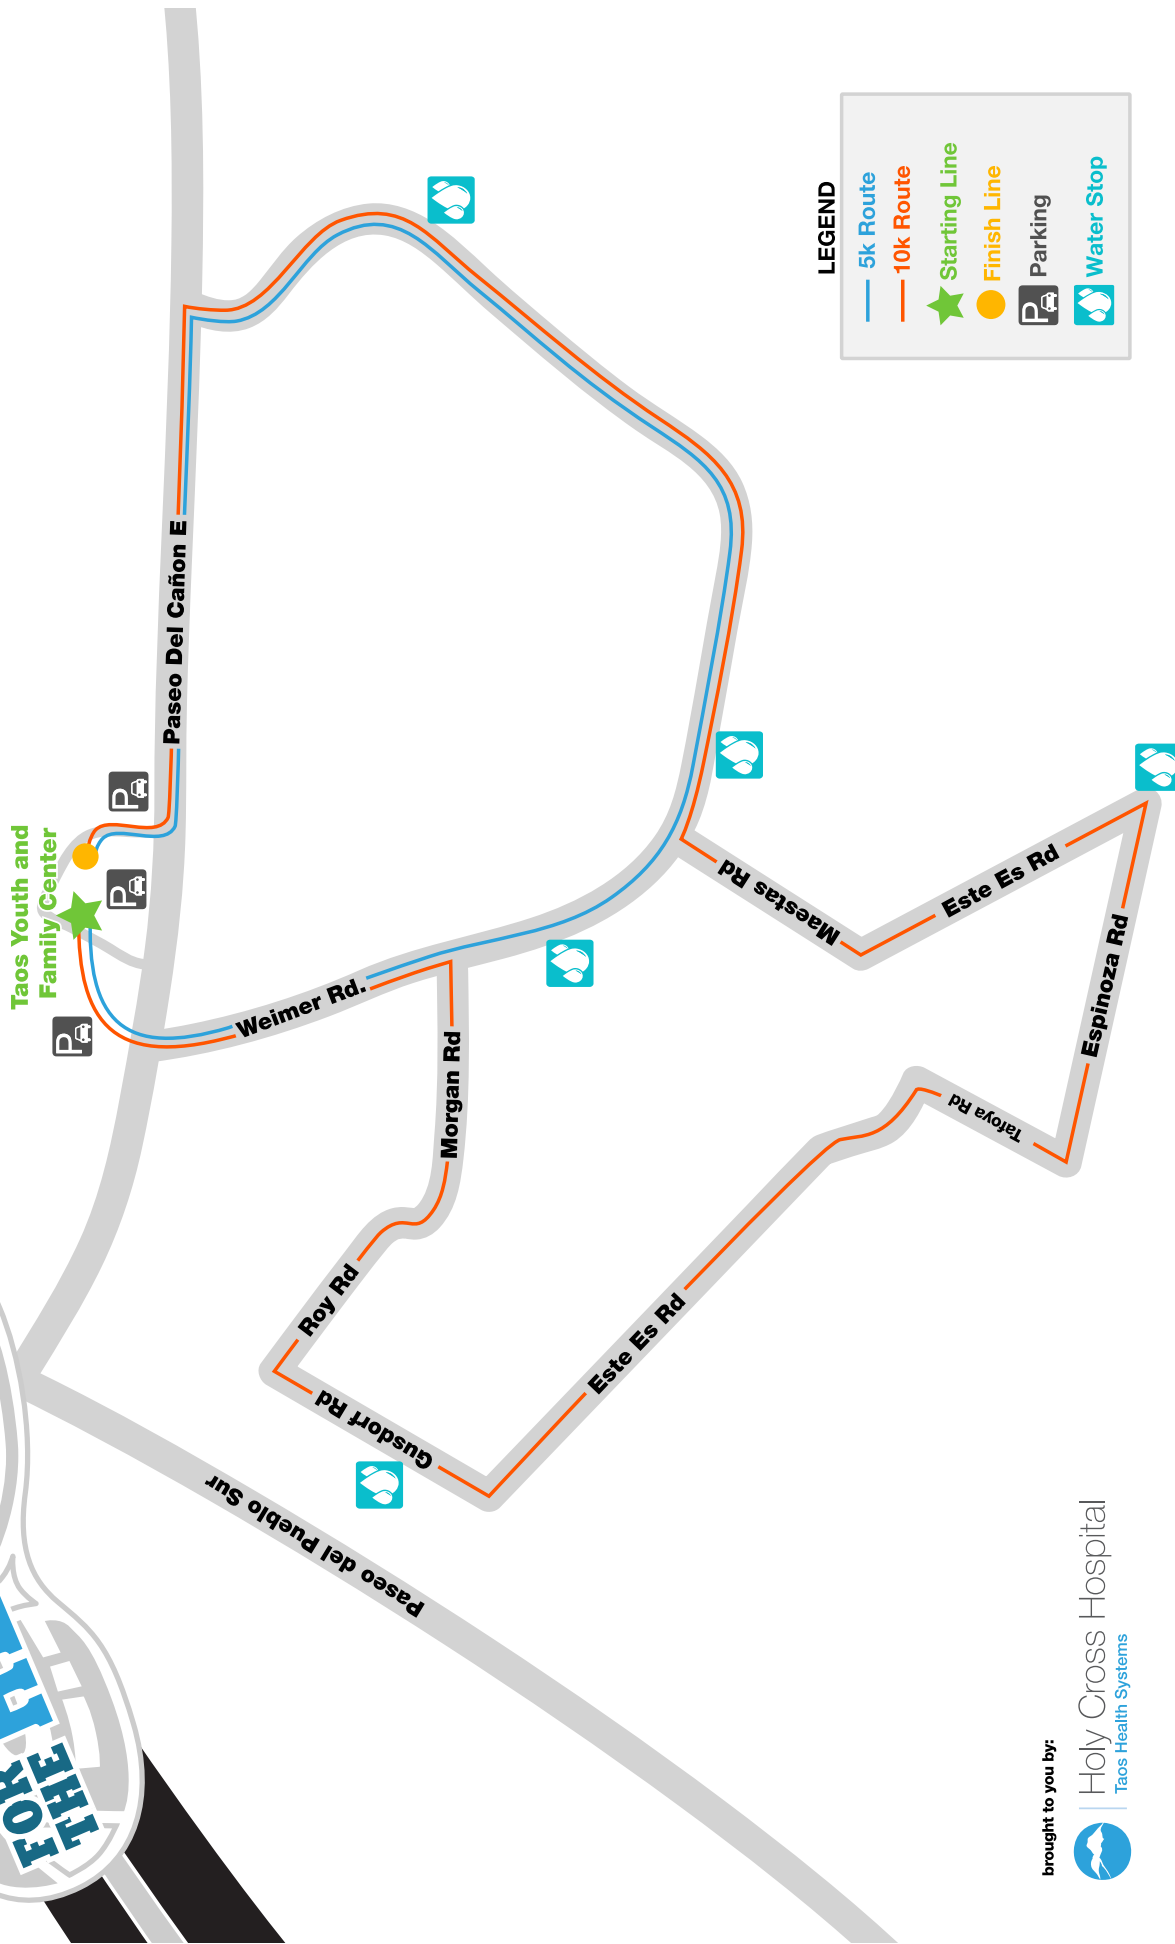 FOR
THE
Taos Youth and
Family Center
Paseo Del Cañon E
Weimer Rd.
Morgan Rd
Roy Rd
Gusdorf Rd
Paseo del Pueblo Sur
Este Es Rd
Tafoya Rd
Espinoza Rd
Este Es Rd
Maestas Rd
P
P
P
LEGEND
5k Route
10k Route
Starting Line
Finish Line
P Parking
Water Stop
brought to you by:
Holy Cross Hospital
Taos Health Systems